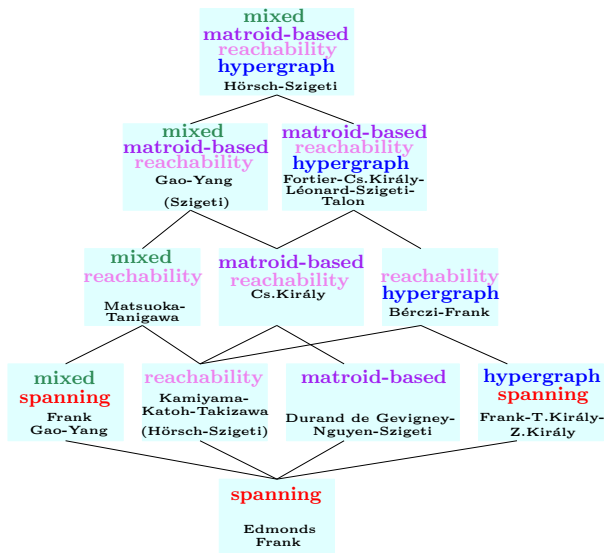 mixed
matroid-based
reachability
hypergraph
Hörsch-Szigeti
mixed
matroid-based
reachability
Gao-Yang
(Szigeti)
matroid-based
reachability
hypergraph
Fortier-Cs.Király-
Léonard-Szigeti-
Talon
mixed
reachability
Matsuoka-
Tanigawa
matroid-based
reachability
Cs.Király
reachability
hypergraph
Bérczi-Frank
mixed
spanning
Frank
Gao-Yang
reachability
Kamiyama-
Katoh-Takizawa
(Hörsch-Szigeti)
matroid-based
Durand de Gevigney-
Nguyen-Szigeti
hypergraph
spanning
Frank-T.Király-
Z.Király
spanning
Edmonds
Frank